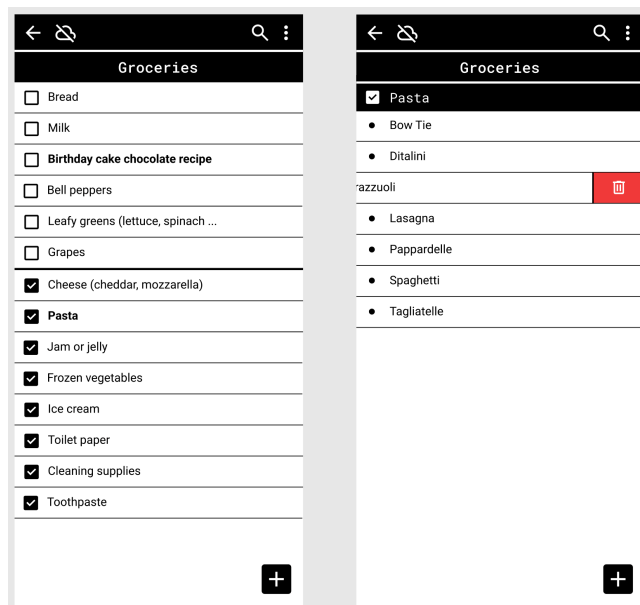 Groceries
Bread
Milk
Birthday cake chocolate recipe
Bell peppers
Leafy greens (lettuce, spinach ...
Grapes
Cheese (cheddar, mozzarella)
Pasta
Jam or jelly
Frozen vegetables
Ice cream
Toilet paper
Cleaning supplies
Toothpaste
Groceries
Pasta
Bow Tie
Ditalini
razzuoli
Lasagna
Pappardelle
Spaghetti
Tagliatelle